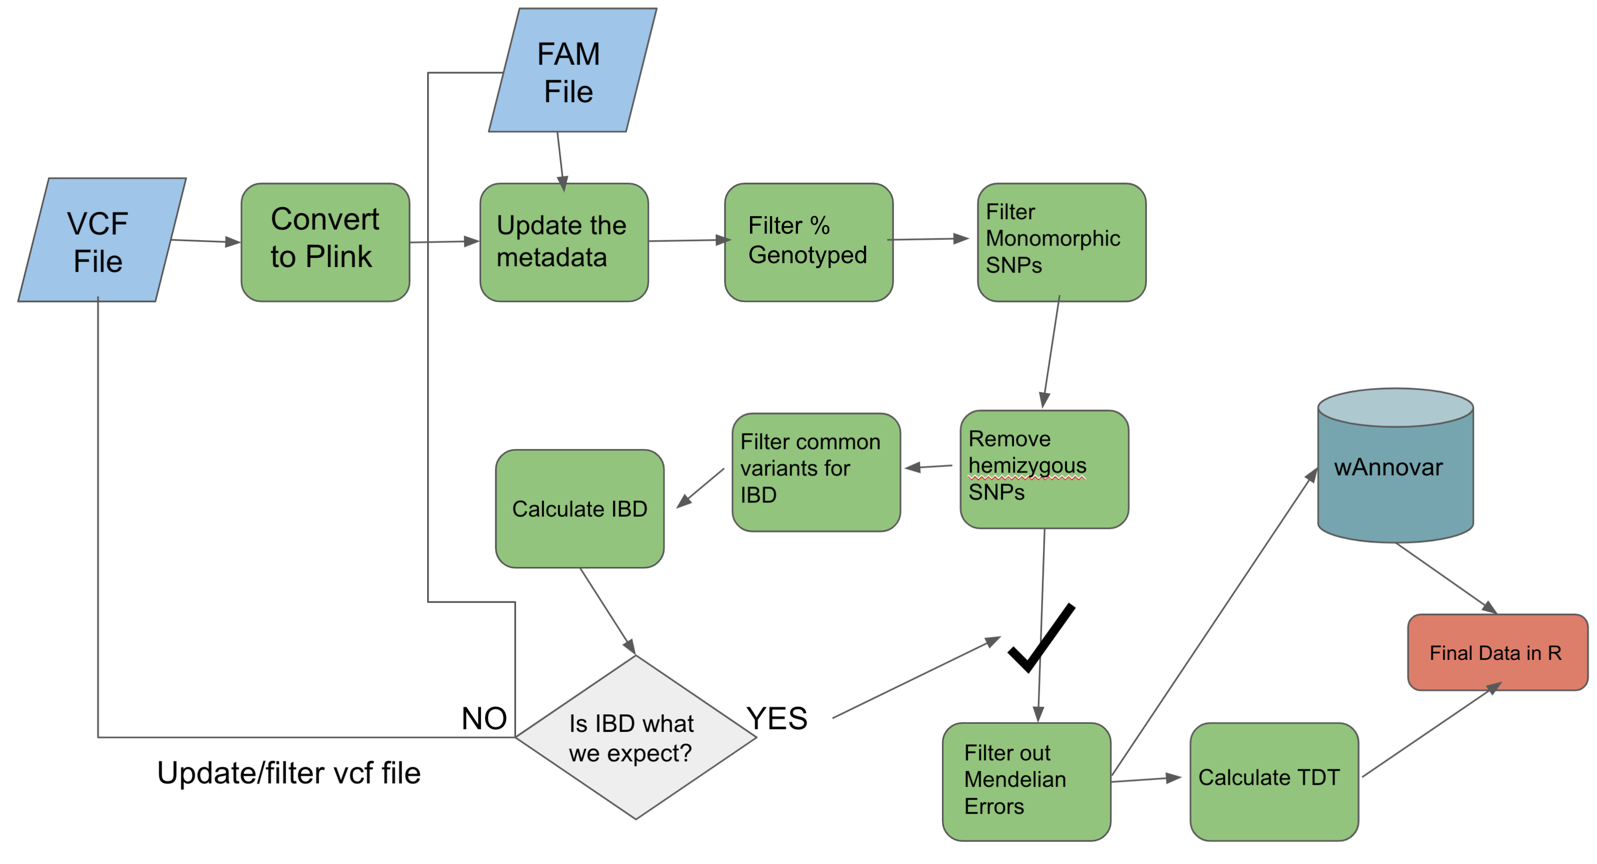 FAM
File
VCF
File
Convert
to Plink
Update the
metadata
Filter %
Genotyped
Filter
Monomorphic
SNPs
Remove
hemizygous
SNPs
Filter common
variants for
IBD
Calculate IBD
wAnnovar
Final Data in R
NO
Is IBD what
we expect?
YES
Update/filter vcf file
Filter out
Mendelian
Errors
Calculate TDT